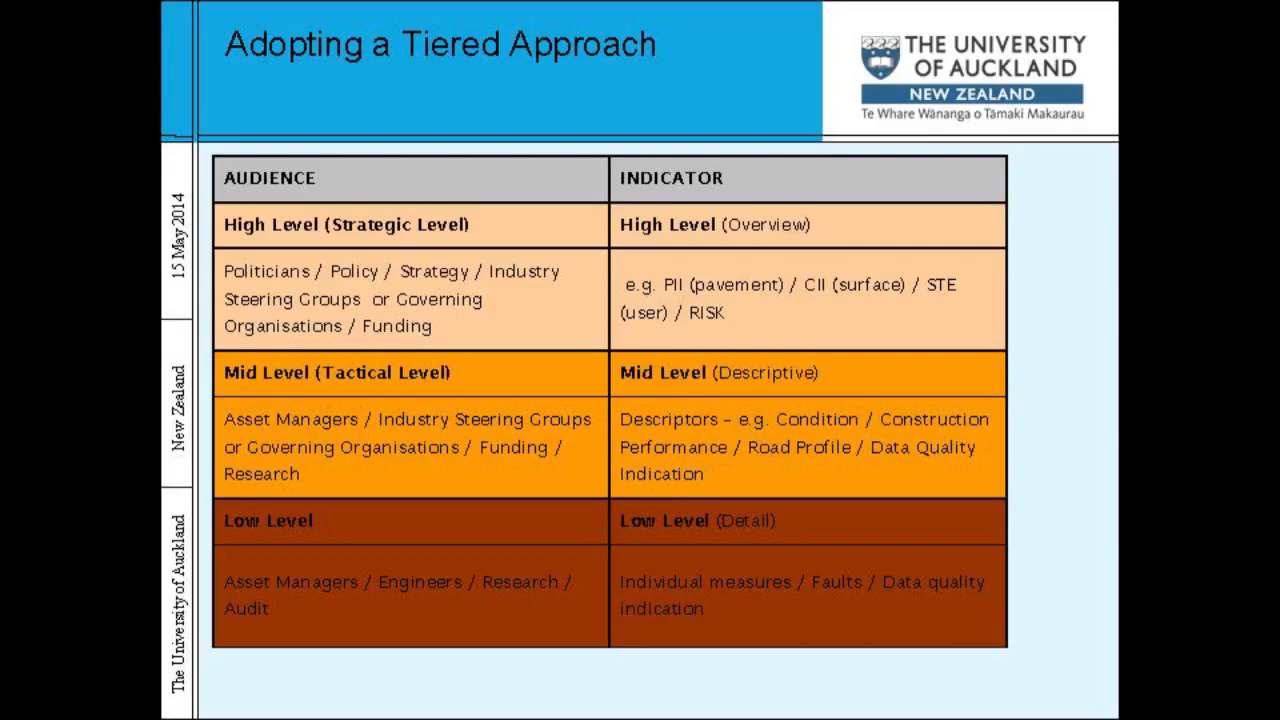 Adopting a Tiered Approach
THE UNIVERSITY
OF AUCKLAND
NEW ZEALAND
Te Whare Wānanga o Tāmaki Makaurau
15 May 2014
New Zealand
The University of Auckland
AUDIENCE
INDICATOR
High Level (Strategic Level)
High Level (Overview)
Politicians / Policy / Strategy / Industry
Steering Groups or Governing
Organisations / Funding
e.g. PII (pavement) / CII (surface) / STE
(user) / RISK
Mid Level (Tactical Level)
Mid Level (Descriptive)
Asset Managers / Industry Steering Groups
or Governing Organisations / Funding /
Research
Descriptors – e.g. Condition / Construction
Performance / Road Profile / Data Quality
Indication
Low Level
Low Level (Detail)
Asset Managers / Engineers / Research /
Audit
Individual measures / Faults / Data quality
indication